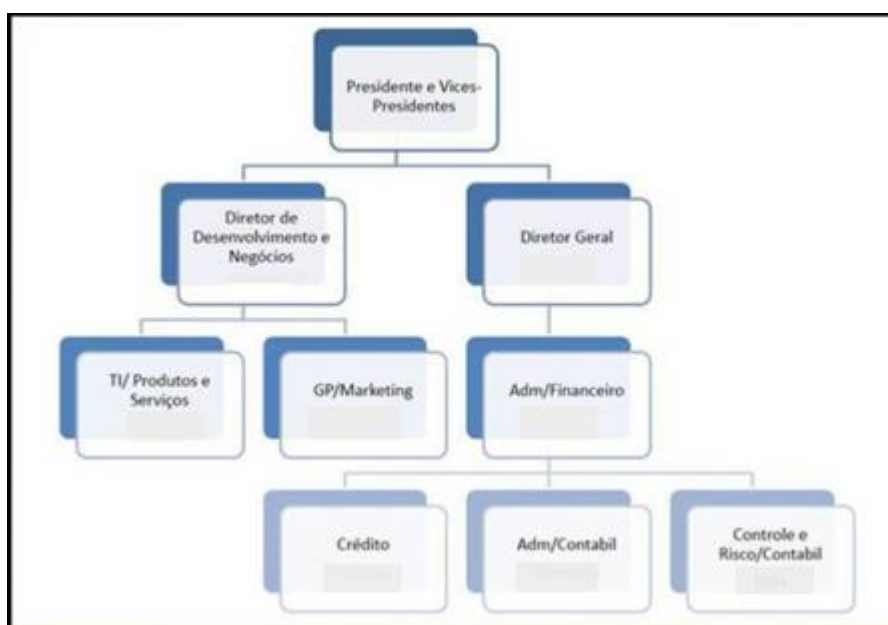 Presidente e Vices-
Presidentes
Diretor de
Desenvolvimento e
Negócios
Diretor Geral
TI/ Produtos e
Serviços
GP/Marketing
Adm/Financeiro
Crédito
Adm/Contabil
Controle e
Risco/Contabil